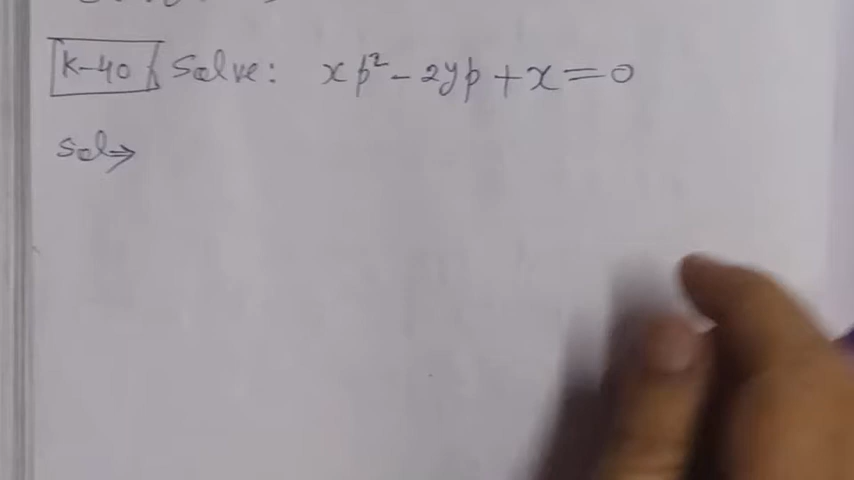 K-40 Solve: xp² - 2yp + x = 0
Sol→